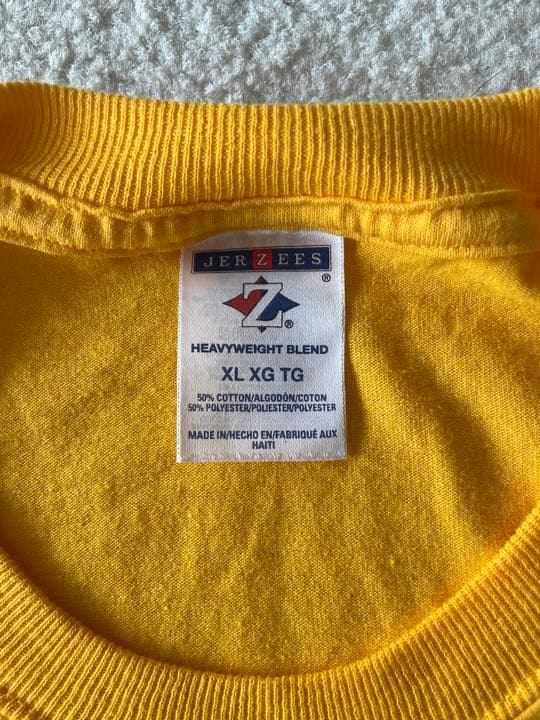 JERZEES
®
Z®
HEAVYWEIGHT BLEND
XL XG TG
50% COTTON/ALGODÓN/COTON
50% POLYESTER/POLIESTER/POLYESTER
MADE IN/HECHO EN/FABRIQUÉ AUX
HAITI